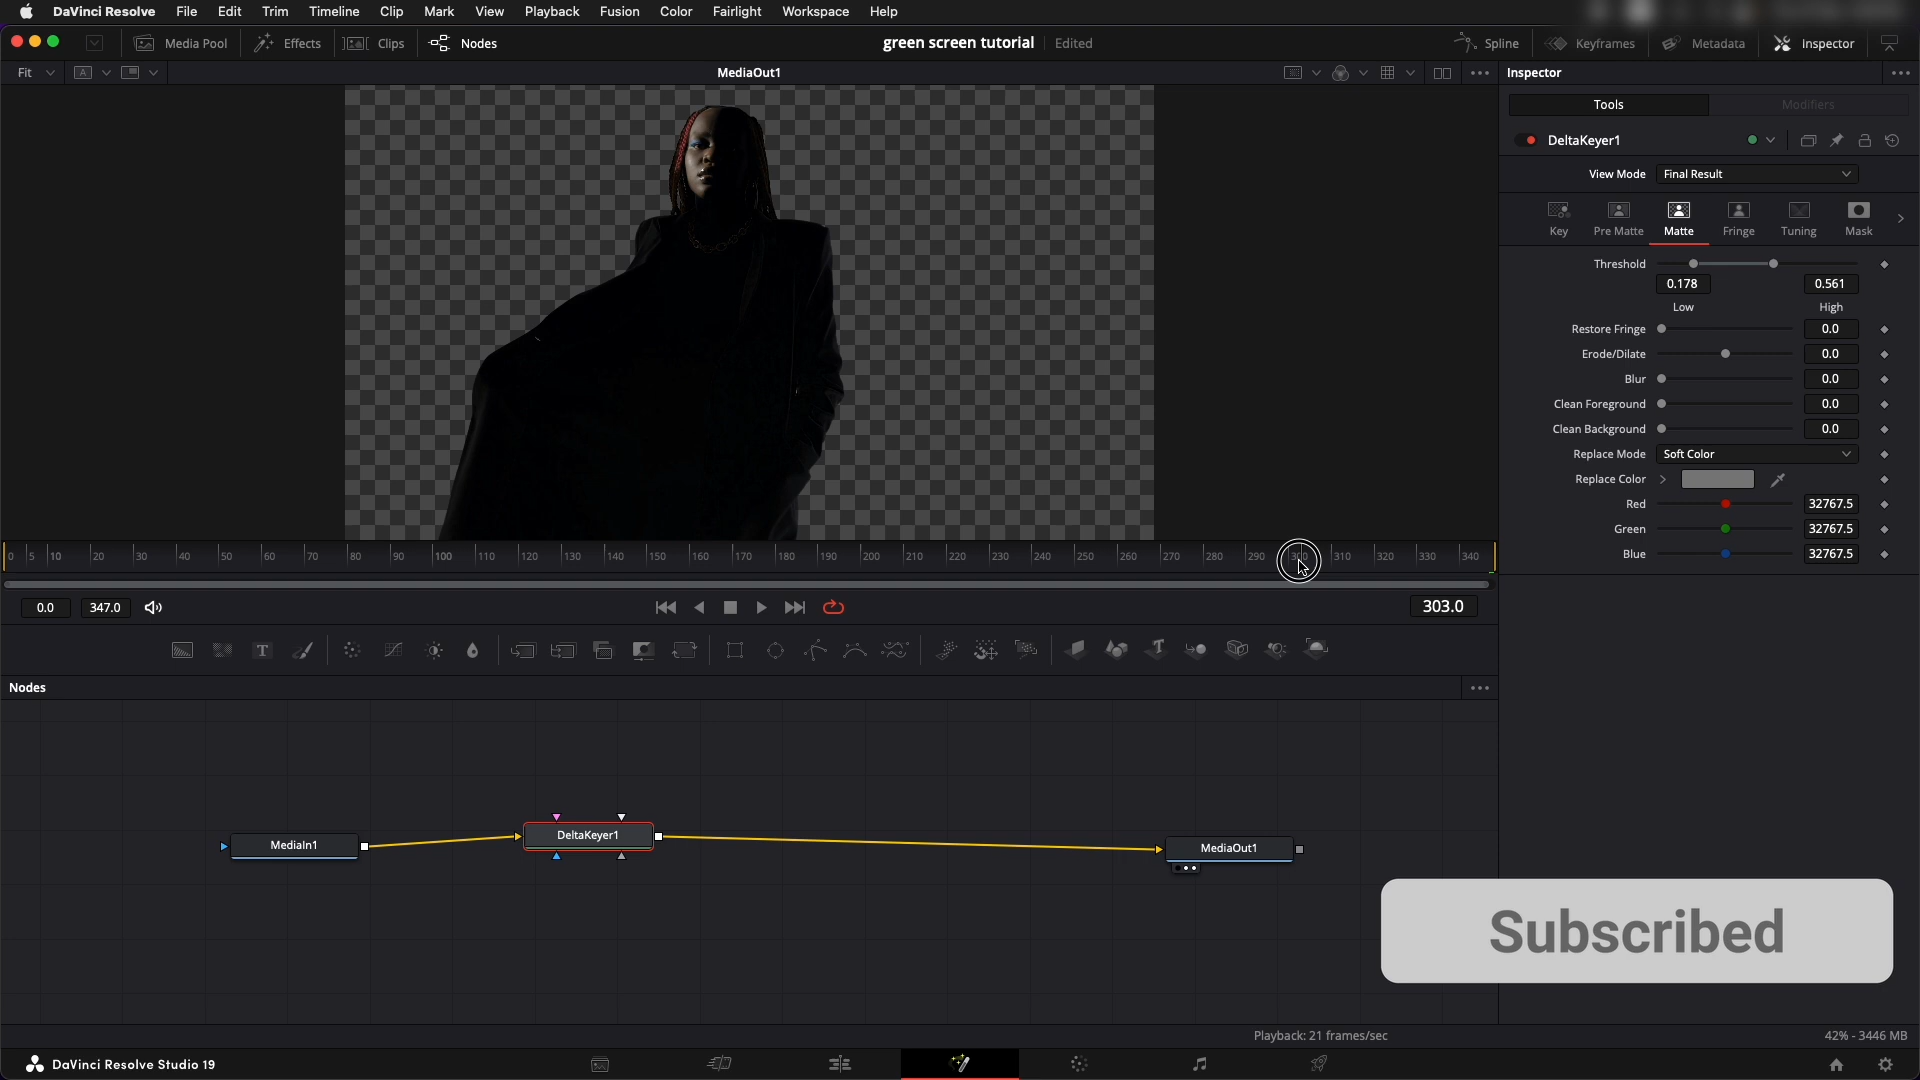 DaVinci Resolve File Edit Trim Timeline Clip Mark View Playback Fusion Color Fairlight Workspace Help
Media Pool Effects Clips Nodes green screen tutorial Edited Spline Keyframes Metadata Inspector
Fit A MediaOut1 Inspector
Tools Modifiers
DeltaKeyer1
View Mode Final Result
Key Pre Matte Matte Fringe Tuning Mask
Threshold
0.178 0.561
Low High
Restore Fringe 0.0
Erode/Dilate 0.0
Blur 0.0
Clean Foreground 0.0
Clean Background 0.0
Replace Mode Soft Color
Replace Color
Red 32767.5
Green 32767.5
Blue 32767.5
0 5 10 20 30 40 50 60 70 80 90 100 110 120 130 140 150 160 170 180 190 200 210 220 230 240 250 260 270 280 290 300 310 320 330 340
0.0 347.0 303.0
T T
Nodes
MediaIn1 DeltaKeyer1 MediaOut1
Subscribed
Playback: 21 frames/sec 42% - 3446 MB
DaVinci Resolve Studio 19